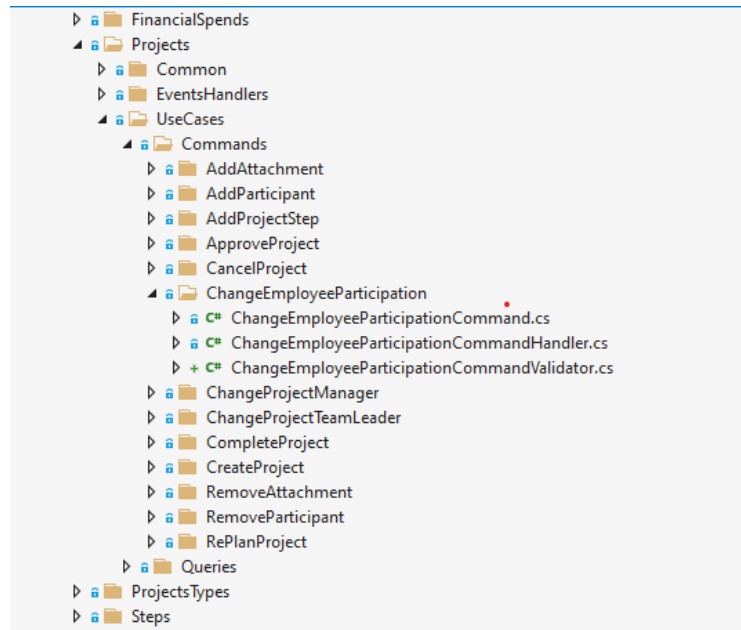 FinancialSpends
Projects
Common
EventsHandlers
UseCases
Commands
AddAttachment
AddParticipant
AddProjectStep
ApproveProject
CancelProject
ChangeEmployeeParticipation
C# ChangeEmployeeParticipationCommand.cs
C# ChangeEmployeeParticipationCommandHandler.cs
+ C# ChangeEmployeeParticipationCommandValidator.cs
ChangeProjectManager
ChangeProjectTeamLeader
CompleteProject
CreateProject
RemoveAttachment
RemoveParticipant
RePlanProject
Queries
ProjectsTypes
Steps